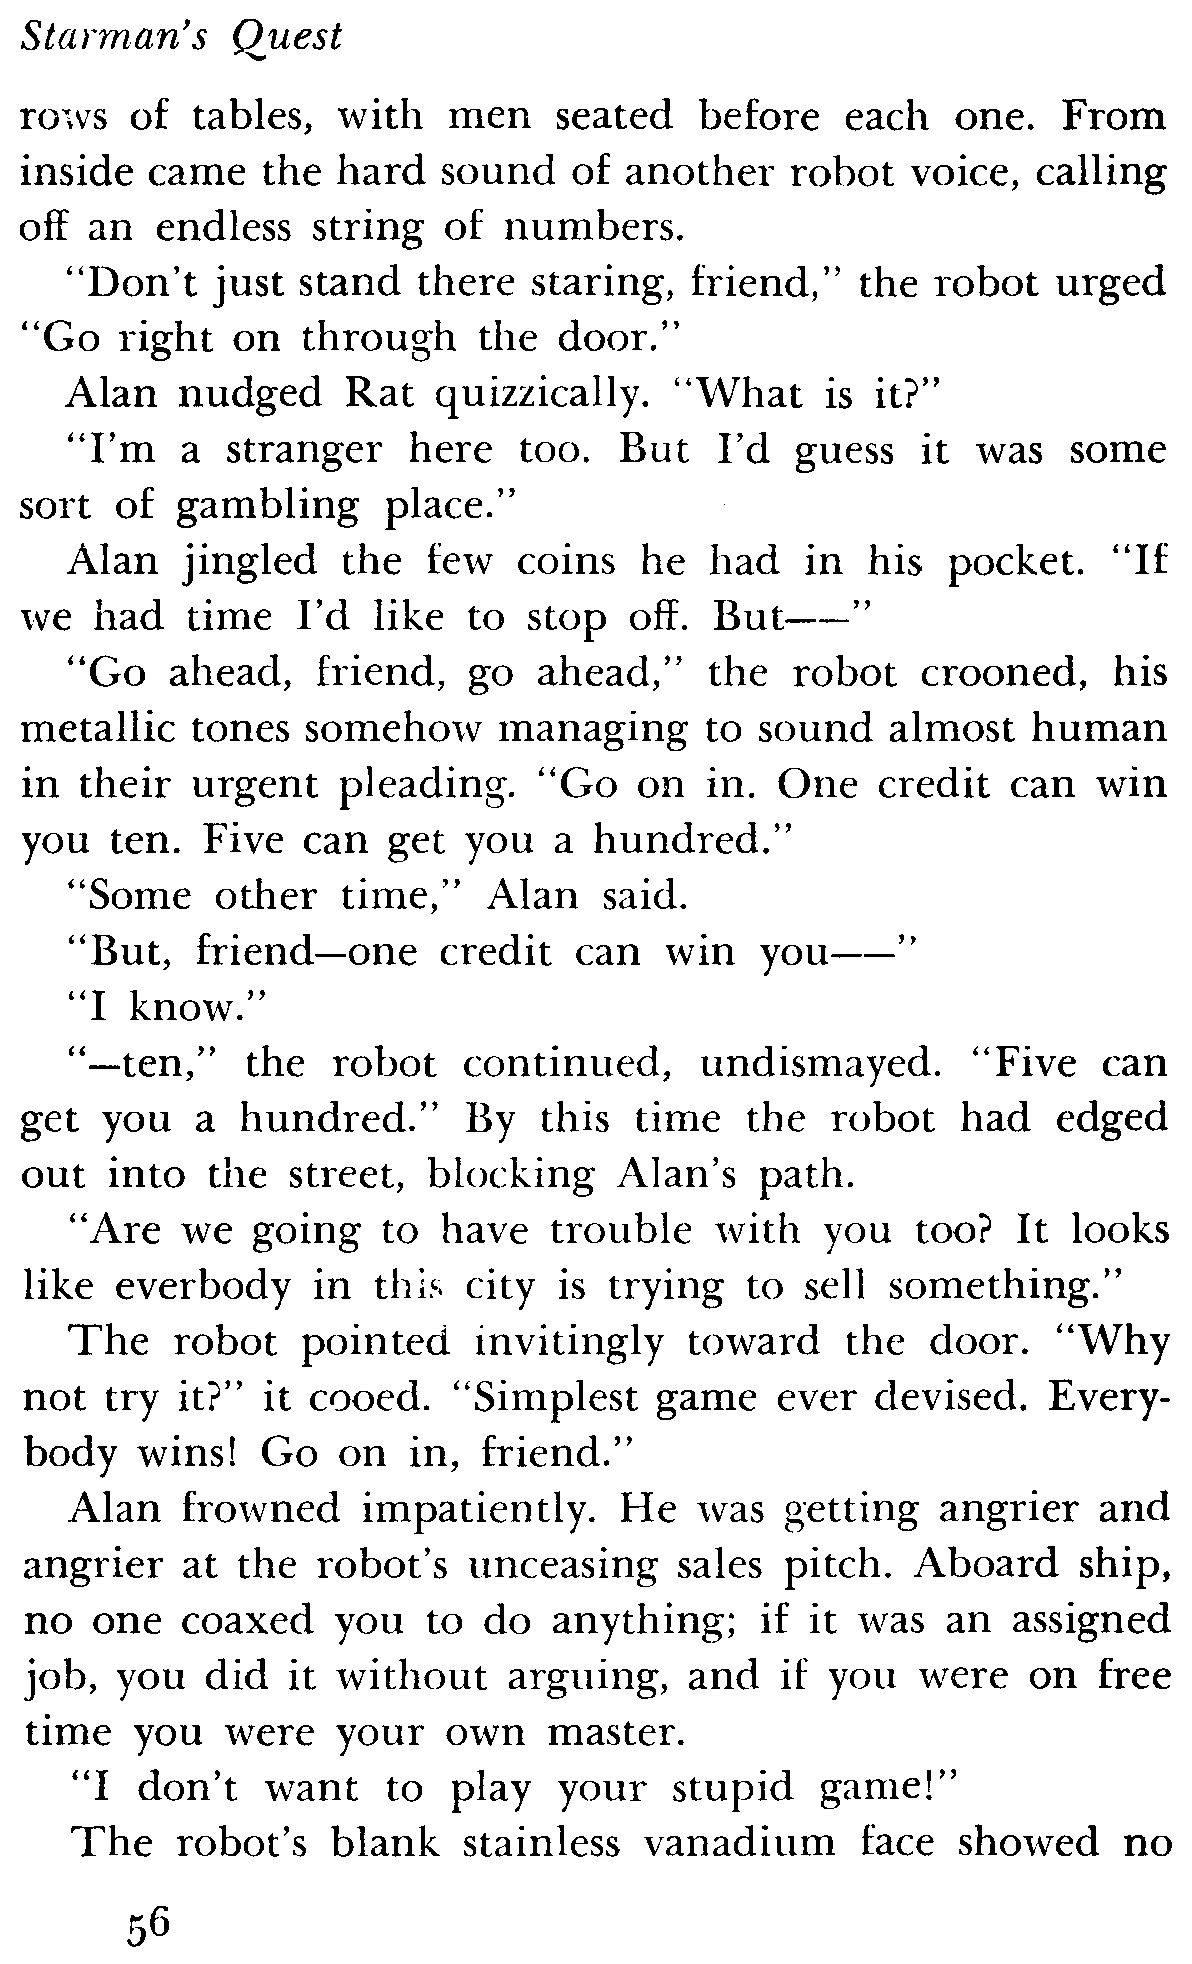 Starman's Quest
rows of tables, with men seated before each one. From
inside came the hard sound of another robot voice, calling
off an endless string of numbers.
"Don't just stand there staring, friend," the robot urged
"Go right on through the door."
Alan nudged Rat quizzically. "What is it?"
"I'm a stranger here too. But I'd guess it was some
sort of gambling place."
Alan jingled the few coins he had in his pocket. "If
we had time I'd like to stop off. But——"
"Go ahead, friend, go ahead," the robot crooned, his
metallic tones somehow managing to sound almost human
in their urgent pleading. "Go on in. One credit can win
you ten. Five can get you a hundred."
"Some other time," Alan said.
"But, friend—one credit can win you——"
"I know."
"—ten," the robot continued, undismayed. "Five can
get you a hundred." By this time the robot had edged
out into the street, blocking Alan's path.
"Are we going to have trouble with you too? It looks
like everbody in this city is trying to sell something."
The robot pointed invitingly toward the door. "Why
not try it?" it cooed. "Simplest game ever devised. Every-
body wins! Go on in, friend."
Alan frowned impatiently. He was getting angrier and
angrier at the robot's unceasing sales pitch. Aboard ship,
no one coaxed you to do anything; if it was an assigned
job, you did it without arguing, and if you were on free
time you were your own master.
"I don't want to play your stupid game!"
The robot's blank stainless vanadium face showed no
56